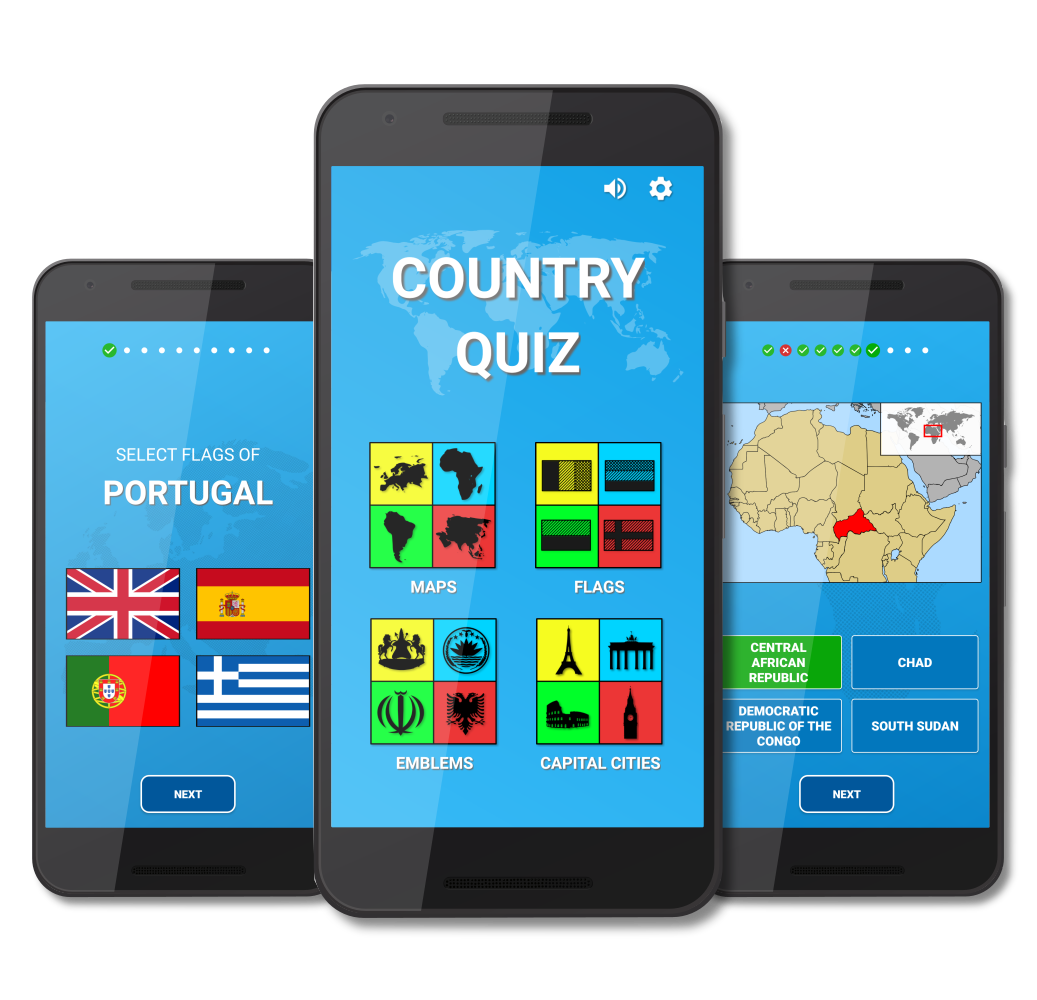 COUNTRY
QUIZ
MAPS
FLAGS
EMBLEMS
CAPITAL CITIES
SELECT FLAGS OF
PORTUGAL
NEXT
CENTRAL
AFRICAN
REPUBLIC
CHAD
DEMOCRATIC
REPUBLIC OF THE
CONGO
SOUTH SUDAN
NEXT